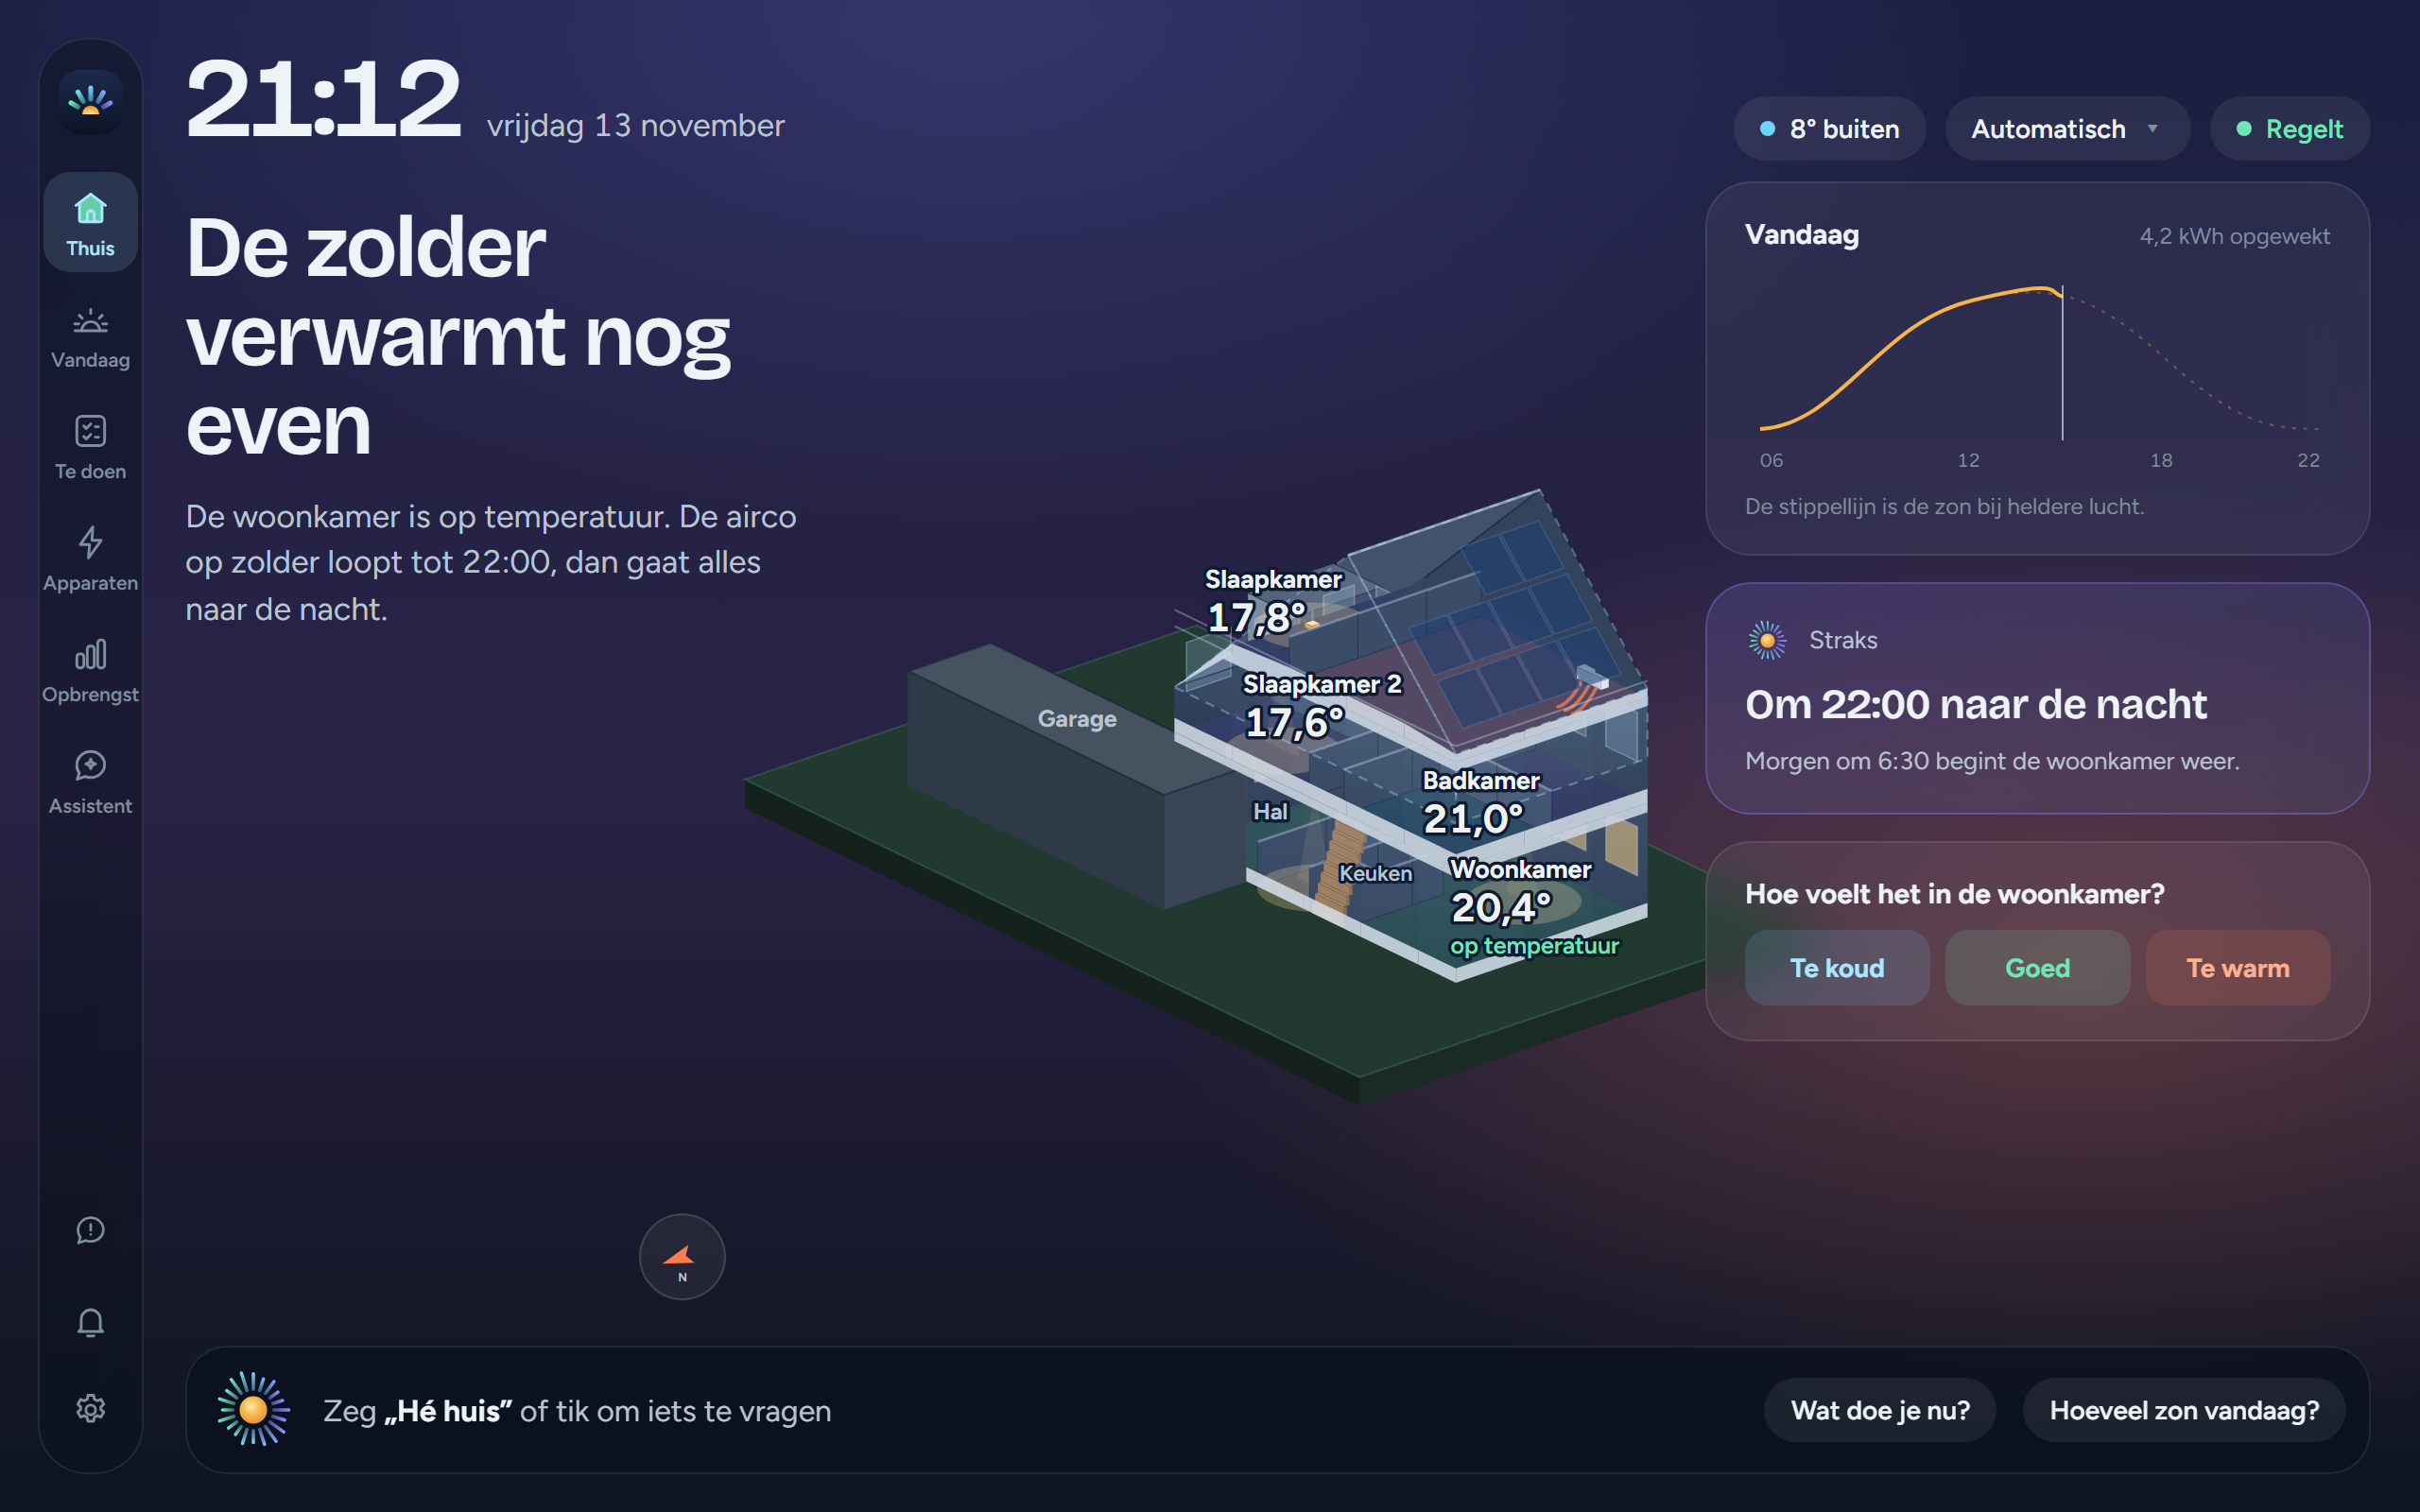 21:12 vrijdag 13 november
8° buiten
Automatisch
Regelt
Thuis
Vandaag
Te doen
Apparaten
Opbrengst
Assistent
De zolder
verwarmt nog
even
De woonkamer is op temperatuur. De airco
op zolder loopt tot 22:00, dan gaat alles
naar de nacht.
Garage
Slaapkamer
17,8°
Slaapkamer 2
17,6°
Badkamer
21,0°
Hal
Keuken
Woonkamer
20,4°
op temperatuur
N
Vandaag
4,2 kWh opgewekt
06 12 18 22
De stippellijn is de zon bij heldere lucht.
Straks
Om 22:00 naar de nacht
Morgen om 6:30 begint de woonkamer weer.
Hoe voelt het in de woonkamer?
Te koud
Goed
Te warm
Zeg „Hé huis” of tik om iets te vragen
Wat doe je nu?
Hoeveel zon vandaag?